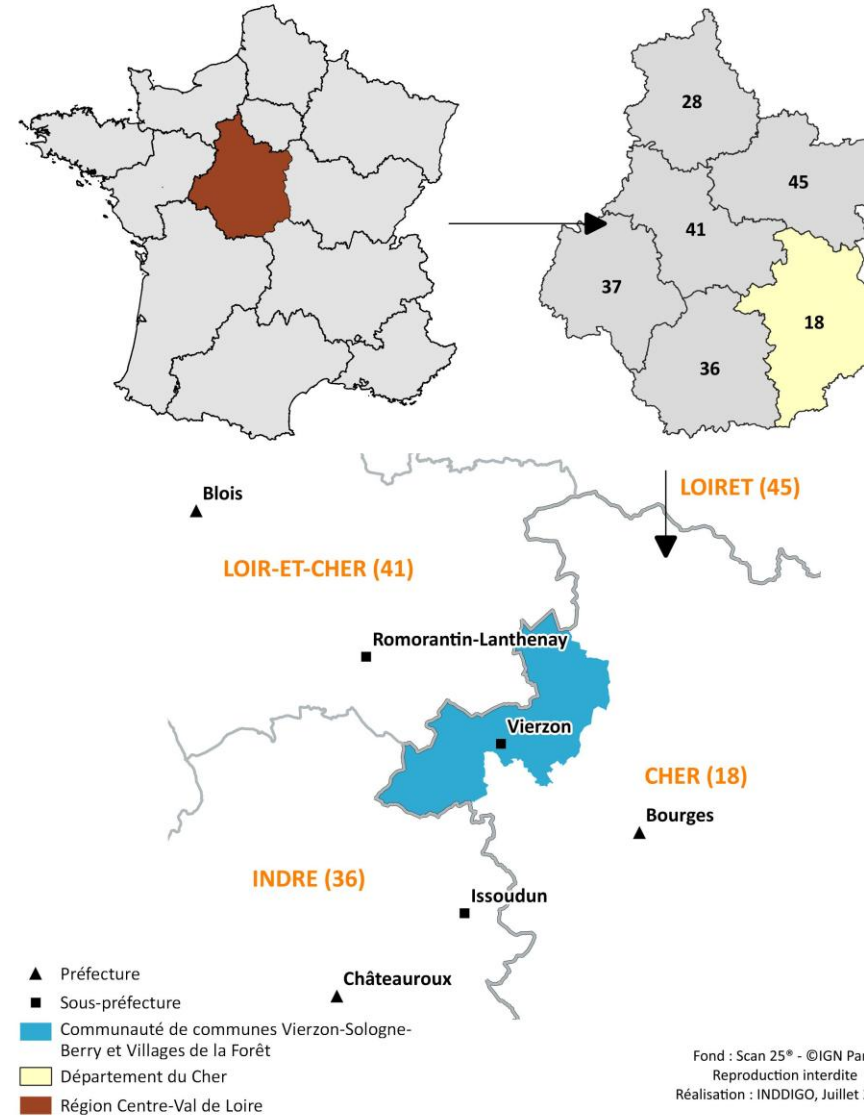 28
45
41
37
18
36
LOIRET (45)
Blois
LOIR-ET-CHER (41)
Romorantin-Lanthenay
Vierzon
CHER (18)
Bourges
INDRE (36)
Issoudun
Châteauroux
Préfecture
Sous-préfecture
Communauté de communes Vierzon-Sologne-
Berry et Villages de la Forêt
Département du Cher
Région Centre-Val de Loire
Fond : Scan 25® - ©IGN
Reproduction interdite
Réalisation : INDDIGO, Juillet